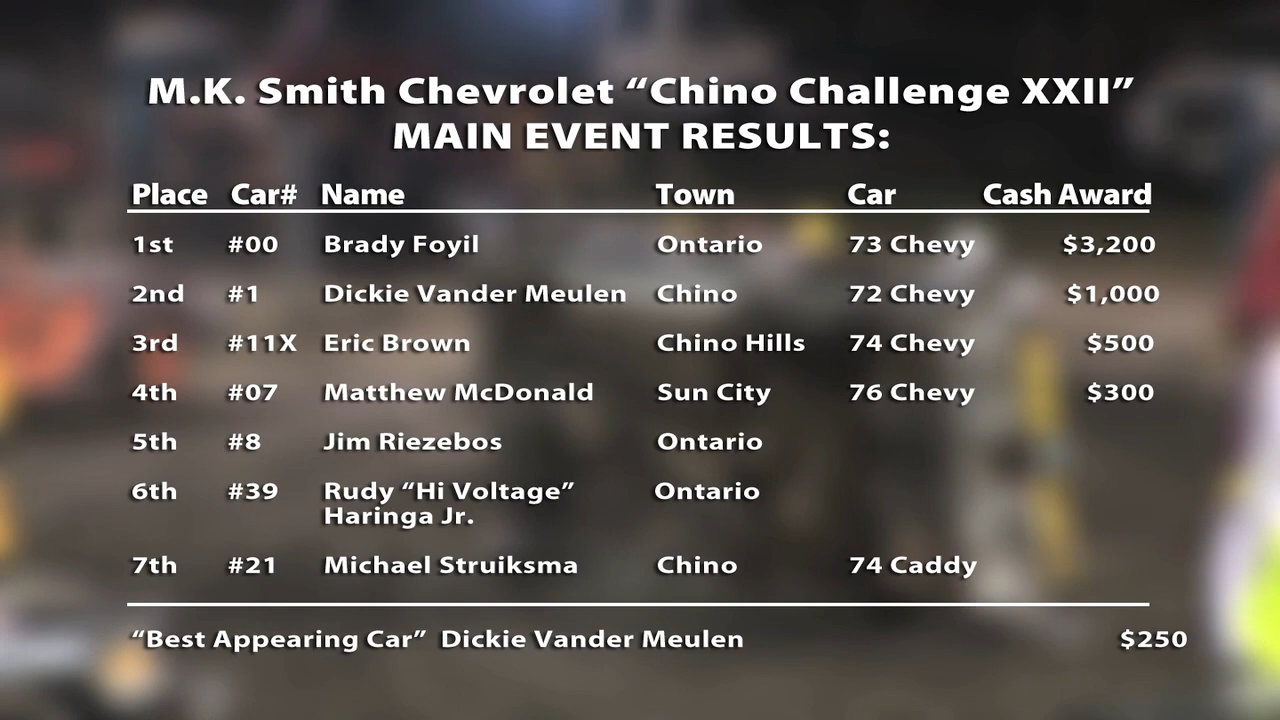 M.K. Smith Chevrolet “Chino Challenge XXII”
MAIN EVENT RESULTS:
Place Car# Name Town Car Cash Award
1st #00 Brady Foyil Ontario 73 Chevy $3,200
2nd #1 Dickie Vander Meulen Chino 72 Chevy $1,000
3rd #11X Eric Brown Chino Hills 74 Chevy $500
4th #07 Matthew McDonald Sun City 76 Chevy $300
5th #8 Jim Riezebos Ontario
6th #39 Rudy “Hi Voltage” Ontario
Haringa Jr.
7th #21 Michael Struiksma Chino 74 Caddy
“Best Appearing Car” Dickie Vander Meulen $250